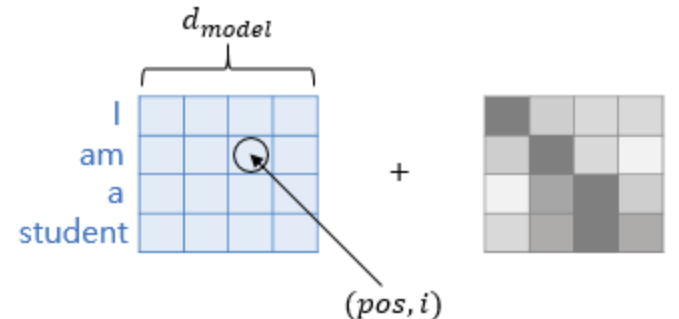 d_model
I
am
a
student
+
(pos, i)